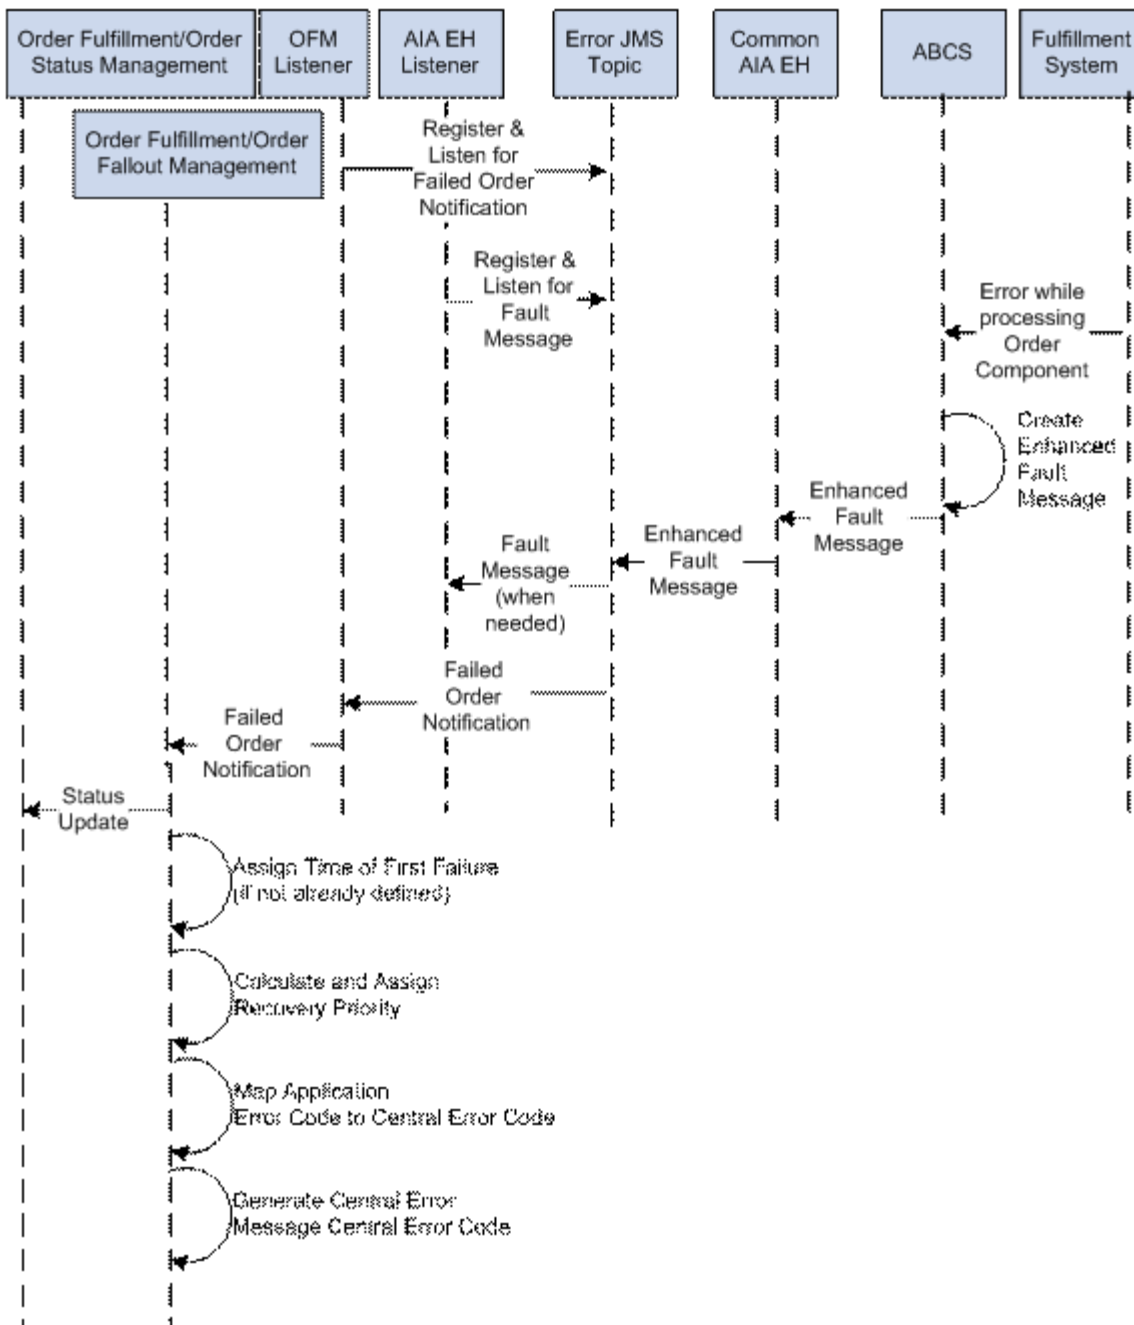 Order Fulfillment/Order
Status Management
OFM
Listener
AIA EH
Listener
Error JMS
Topic
Common
AIA EH
ABCS
Fulfillment
System
Order Fulfillment/Order
Fallout Management
Register &
Listen for
Failed Order
Notification
Register &
Listen for
Fault
Message
Error while
processing
Order
Component
Create
Enhanced
Fault
Message
Enhanced
Fault
Message
Enhanced
Fault
Message
Fault
Message
(when
needed)
Failed
Order
Notification
Failed
Order
Notification
Status
Update
Assign Time of First Failure
(if not already defined)
Calculate and Assign
Recovery Priority
Map Application
Error Code to Central Error Code
Generate Central Error
Message Central Error Code